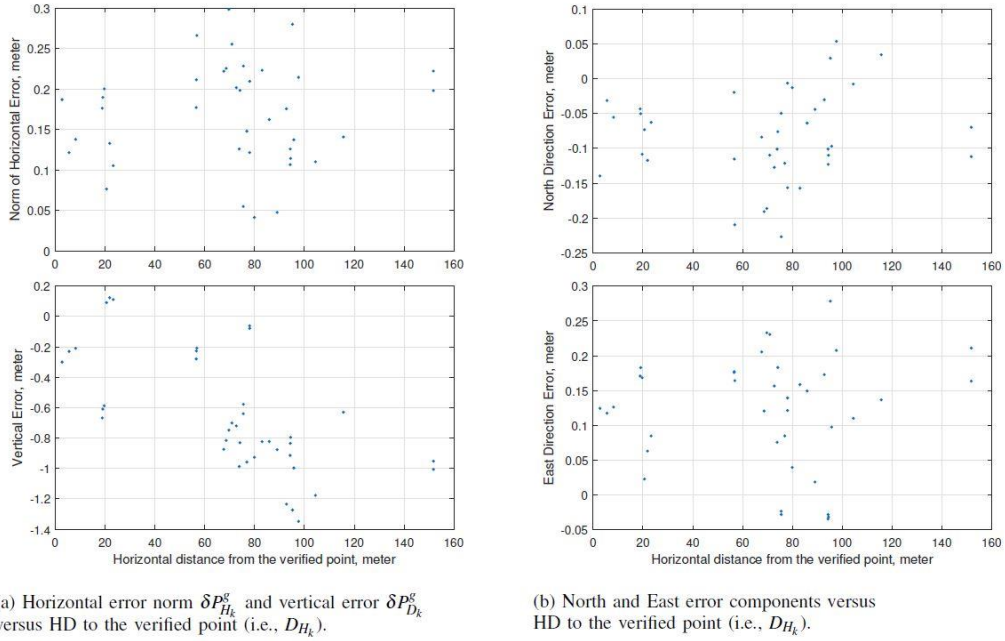 0.3
0.25
0.2
0.15
0.1
0.05
0
Norm of Horizontal Error, meter
0 20 40 60 80 100 120 140 160
0.2
0
-0.2
-0.4
-0.6
-0.8
-1
-1.2
-1.4
Vertical Error, meter
0 20 40 60 80 100 120 140 160
Horizontal distance from the verified point, meter
a) Horizontal error norm δP^g_{H_k} and vertical error δP^g_{D_k}
versus HD to the verified point (i.e., D_{H_k}).
0.1
0.05
0
-0.05
-0.1
-0.15
-0.2
-0.25
North Direction Error, meter
0 20 40 60 80 100 120 140 160
0.3
0.25
0.2
0.15
0.1
0.05
0
-0.05
East Direction Error, meter
0 20 40 60 80 100 120 140 160
Horizontal distance from the verified point, meter
(b) North and East error components versus
HD to the verified point (i.e., D_{H_k}).